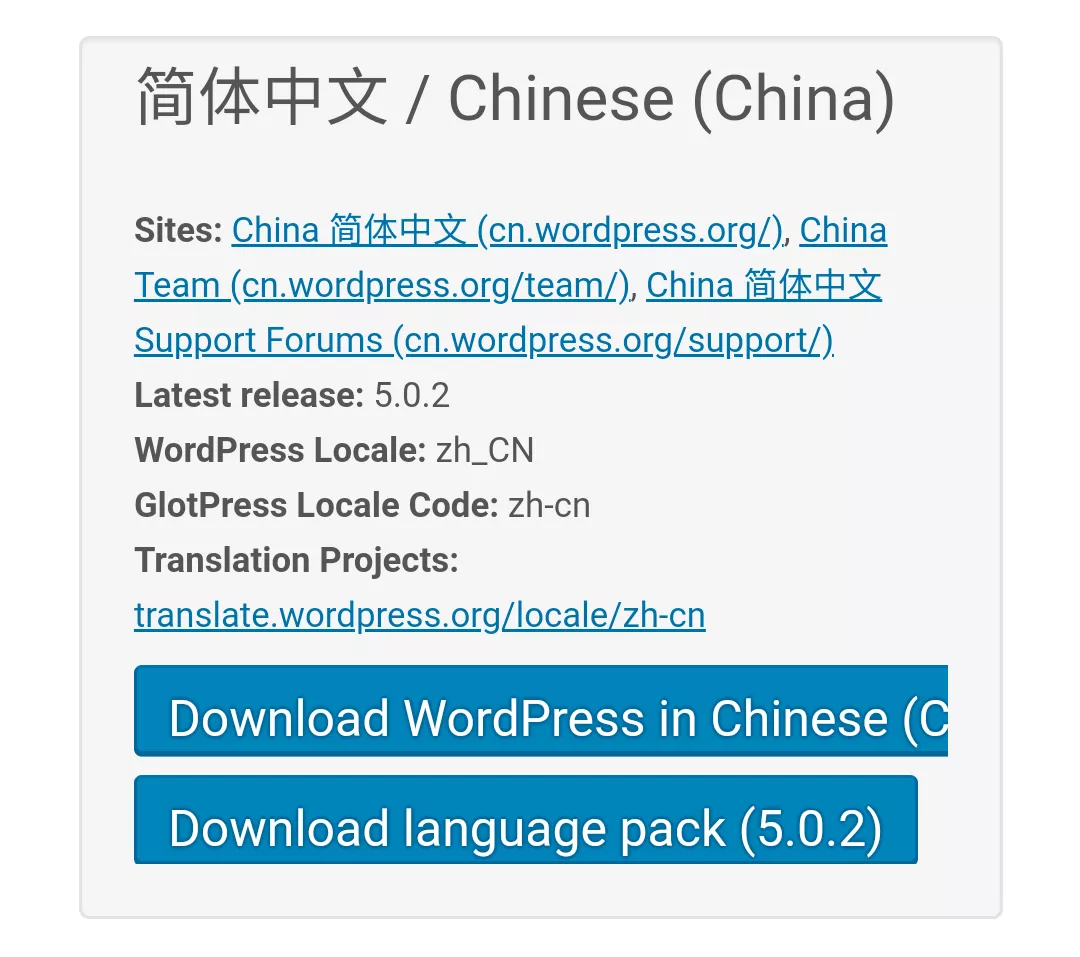 简体中文 / Chinese (China)
Sites: China 简体中文 (cn.wordpress.org/), China
Team (cn.wordpress.org/team/), China 简体中文
Support Forums (cn.wordpress.org/support/)
Latest release: 5.0.2
WordPress Locale: zh_CN
GlotPress Locale Code: zh-cn
Translation Projects:
translate.wordpress.org/locale/zh-cn
Download WordPress in Chinese (C
Download language pack (5.0.2)